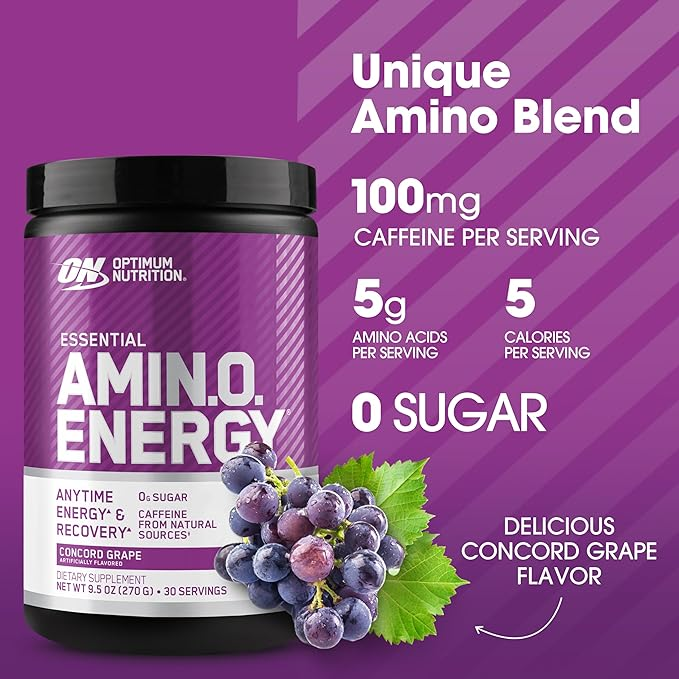 ON OPTIMUM
NUTRITION®
ESSENTIAL
AMIN.O.
ENERGY®
ANYTIME
ENERGY▲ &
RECOVERY▲
0G SUGAR
CAFFEINE
FROM NATURAL
SOURCES†
CONCORD GRAPE
ARTIFICIALLY FLAVORED
DIETARY SUPPLEMENT
NET WT 9.5 OZ (270 G) • 30 SERVINGS
Unique
Amino Blend
100mg
CAFFEINE PER SERVING
5g
AMINO ACIDS
PER SERVING
5
CALORIES
PER SERVING
0 SUGAR
DELICIOUS
CONCORD GRAPE
FLAVOR